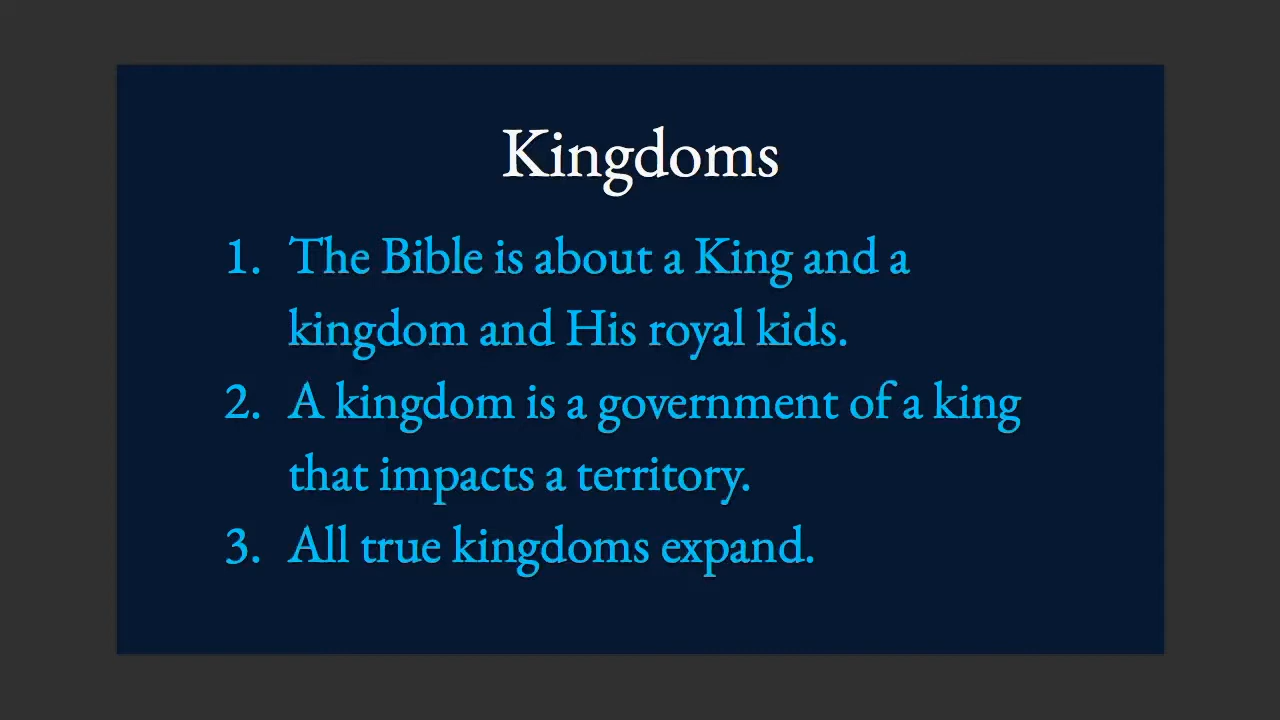 Kingdoms
1. The Bible is about a King and a
kingdom and His royal kids.
2. A kingdom is a government of a king
that impacts a territory.
3. All true kingdoms expand.